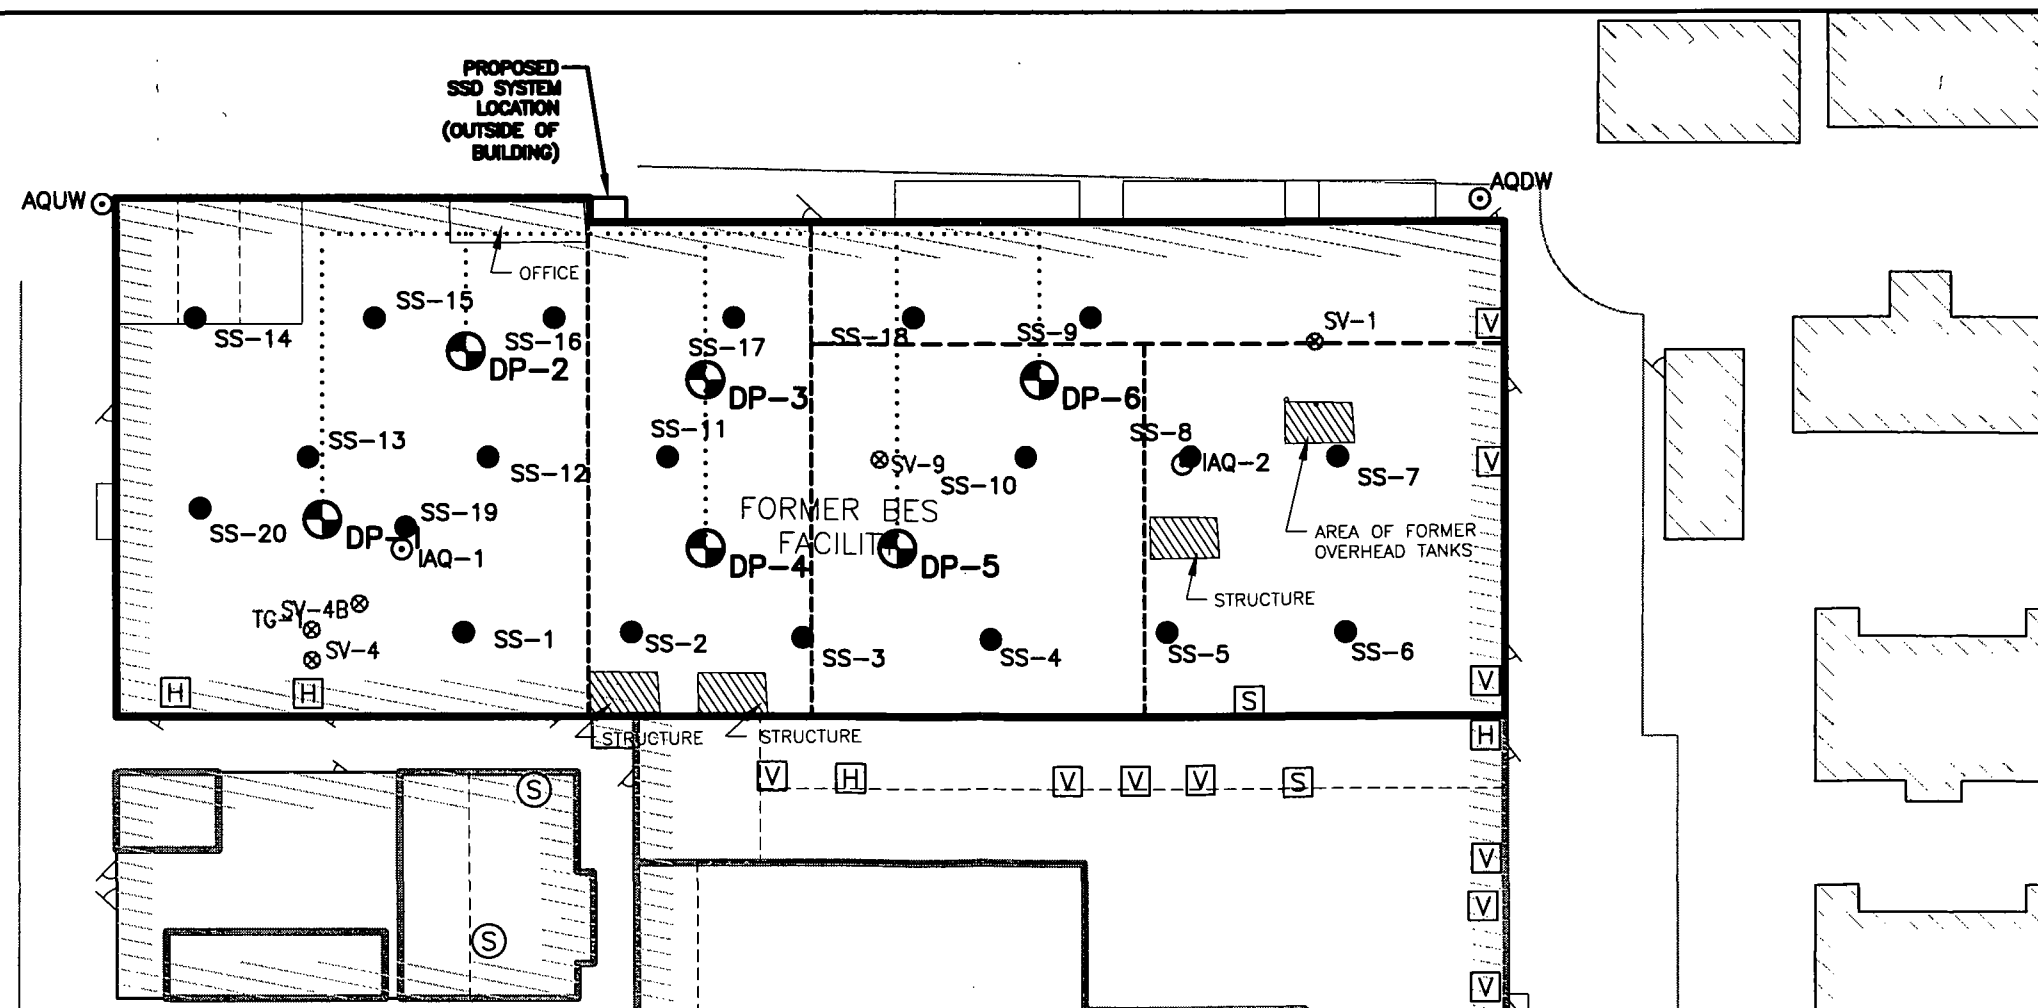 PROPOSED
SSD SYSTEM
LOCATION
(OUTSIDE OF
BUILDING)
AQUW
AQDW
OFFICE
SS-14
SS-15
SS-16
SS-17
SS-18
SS-9
SV-1
V
DP-2
DP-3
DP-6
SS-13
SS-12
SS-11
SV-9
SS-10
SS-8
IAQ-2
SS-7
V
SS-20
DP-1
SS-19
IAQ-1
FORMER BES
FACILITY
DP-4
DP-5
AREA OF FORMER
OVERHEAD TANKS
STRUCTURE
TG-1
SV-4B
SV-4
SS-1
SS-2
SS-3
SS-4
SS-5
SS-6
H
H
S
V
STRUCTURE
STRUCTURE
H
V
H
V
V
V
S
S
V
V
S
V